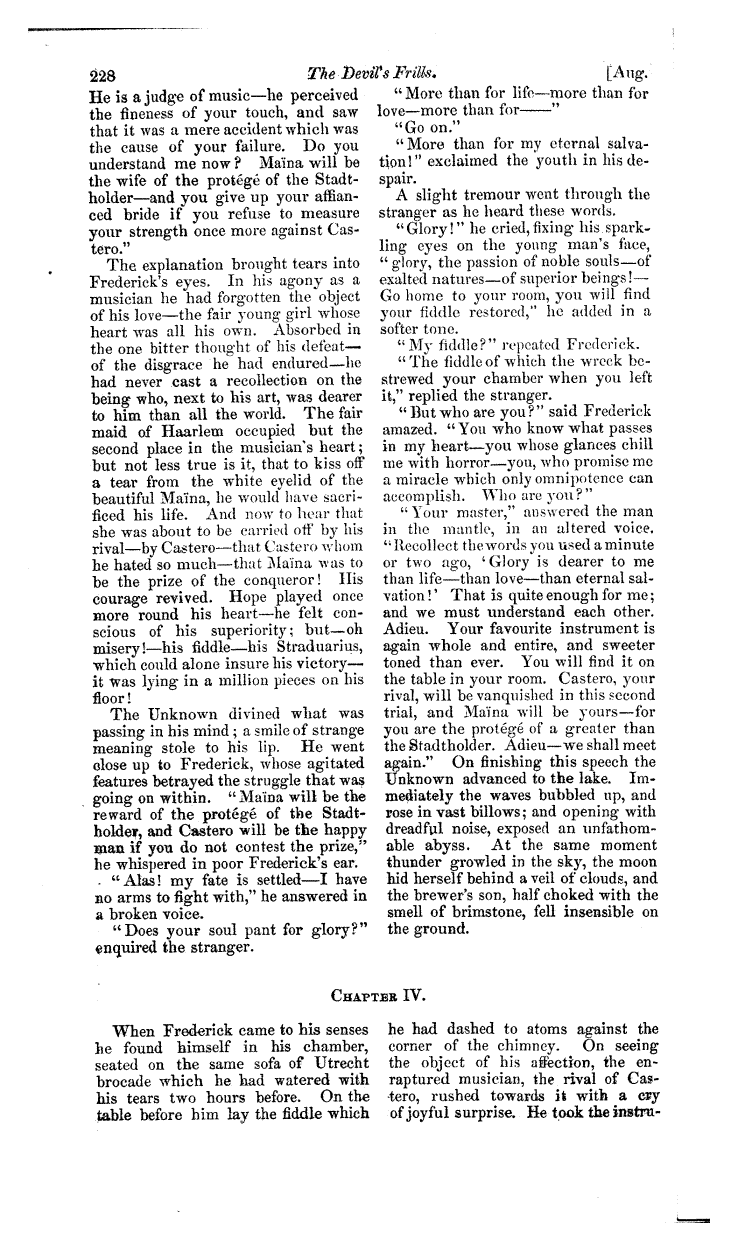 228
The Devil's Frills.
[Aug.
He is a judge of music—he perceived
the fineness of your touch, and saw
that it was a mere accident which was
the cause of your failure. Do you
understand me now? Maïna will be
the wife of the protégé of the Stadt-
holder—and you give up your affian-
ced bride if you refuse to measure
your strength once more against Cas-
tero."
The explanation brought tears into
Frederick's eyes. In his agony as a
musician he had forgotten the object
of his love—the fair young girl whose
heart was all his own. Absorbed in
the one bitter thought of his defeat—
of the disgrace he had endured—he
had never cast a recollection on the
being who, next to his art, was dearer
to him than all the world. The fair
maid of Haarlem occupied but the
second place in the musician's heart;
but not less true is it, that to kiss off
a tear from the white eyelid of the
beautiful Maïna, he would have sacri-
ficed his life. And now to hear that
she was about to be carried off by his
rival—by Castero—that Castero whom
he hated so much—that Maïna was to
be the prize of the conqueror! His
courage revived. Hope played once
more round his heart—he felt con-
scious of his superiority; but—oh
misery!—his fiddle—his Straduarius,
which could alone insure his victory—
it was lying in a million pieces on his
floor!
The Unknown divined what was
passing in his mind; a smile of strange
meaning stole to his lip. He went
close up to Frederick, whose agitated
features betrayed the struggle that was
going on within. "Maïna will be the
reward of the protégé of the Stadt-
holder, and Castero will be the happy
man if you do not contest the prize,"
he whispered in poor Frederick's ear.
"Alas! my fate is settled—I have
no arms to fight with," he answered in
a broken voice.
"Does your soul pant for glory?"
enquired the stranger.
"More than for life—more than for
love—more than for——"
"Go on."
"More than for my eternal salva-
tion!" exclaimed the youth in his de-
spair.
A slight tremour went through the
stranger as he heard these words.
"Glory!" he cried, fixing his spark-
ling eyes on the young man's face,
"glory, the passion of noble souls—of
exalted natures—of superior beings!—
Go home to your room, you will find
your fiddle restored," he added in a
softer tone.
"My fiddle?" repeated Frederick.
"The fiddle of which the wreck be-
strewed your chamber when you left
it," replied the stranger.
"But who are you?" said Frederick
amazed. "You who know what passes
in my heart—you whose glances chill
me with horror—you, who promise me
a miracle which only omnipotence can
accomplish. Who are you?"
"Your master," answered the man
in the mantle, in an altered voice.
"Recollect the words you used a minute
or two ago, 'Glory is dearer to me
than life—than love—than eternal sal-
vation!' That is quite enough for me;
and we must understand each other.
Adieu. Your favourite instrument is
again whole and entire, and sweeter
toned than ever. You will find it on
the table in your room. Castero, your
rival, will be vanquished in this second
trial, and Maïna will be yours—for
you are the protégé of a greater than
the Stadtholder. Adieu—we shall meet
again." On finishing this speech the
Unknown advanced to the lake. Im-
mediately the waves bubbled up, and
rose in vast billows; and opening with
dreadful noise, exposed an unfathom-
able abyss. At the same moment
thunder growled in the sky, the moon
hid herself behind a veil of clouds, and
the brewer's son, half choked with the
smell of brimstone, fell insensible on
the ground.
Chapter IV.
When Frederick came to his senses
he found himself in his chamber,
seated on the same sofa of Utrecht
brocade which he had watered with
his tears two hours before. On the
table before him lay the fiddle which
he had dashed to atoms against the
corner of the chimney. On seeing
the object of his affection, the en-
raptured musician, the rival of Cas-
tero, rushed towards it with a cry
of joyful surprise. He took the instru-